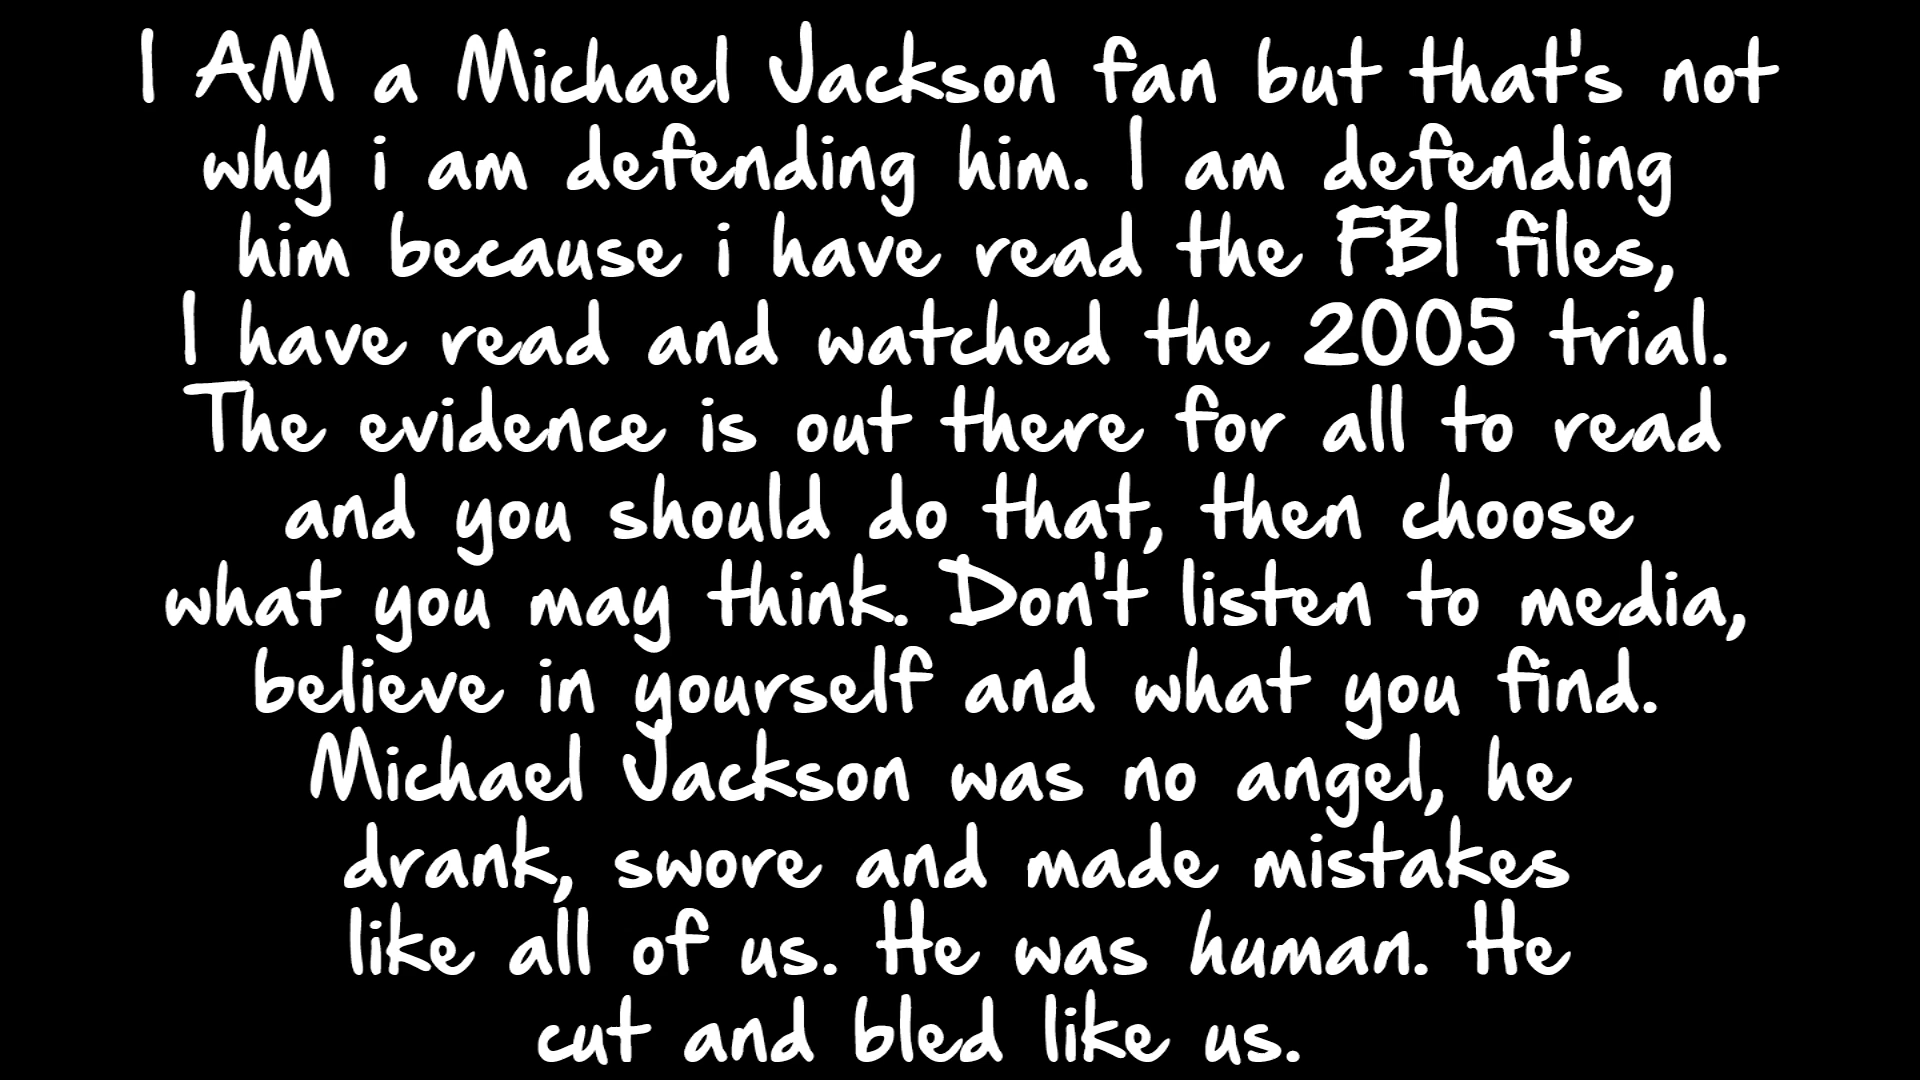 I AM a Michael Jackson fan but that's not
why i am defending him. I am defending
him because i have read the FBI files,
I have read and watched the 2005 trial.
The evidence is out there for all to read
and you should do that, then choose
what you may think. Don't listen to media,
believe in yourself and what you find.
Michael Jackson was no angel, he
drank, swore and made mistakes
like all of us. He was human. He
cut and bled like us.